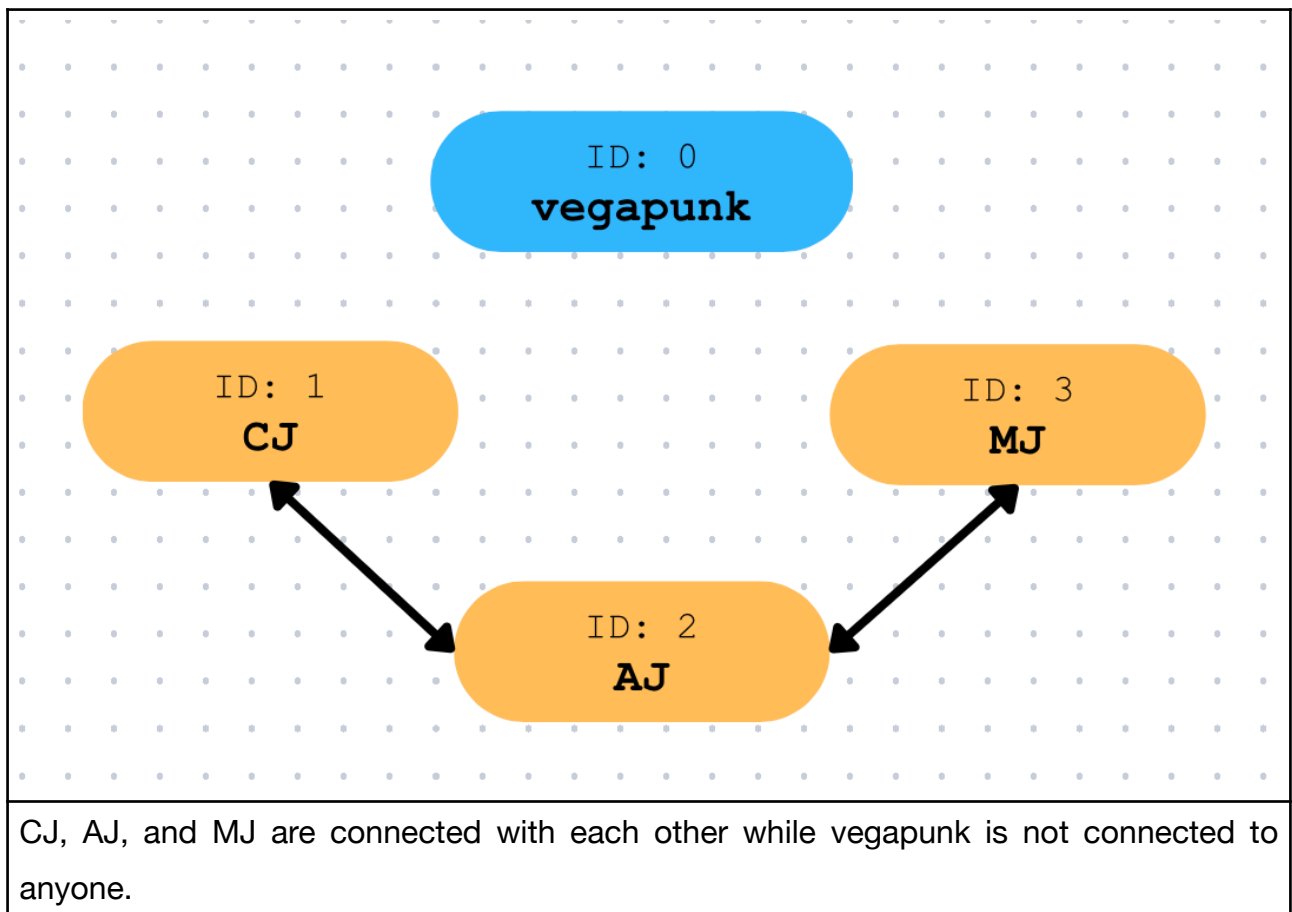 ID: 0
vegapunk
ID: 1
CJ
ID: 3
MJ
ID: 2
AJ
CJ, AJ, and MJ are connected with each other while vegapunk is not connected to
anyone.